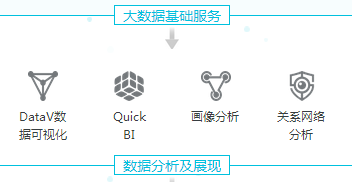 大数据基础服务
DataV数
据可视化
Quick
BI
画像分析
关系网络
分析
数据分析及展现